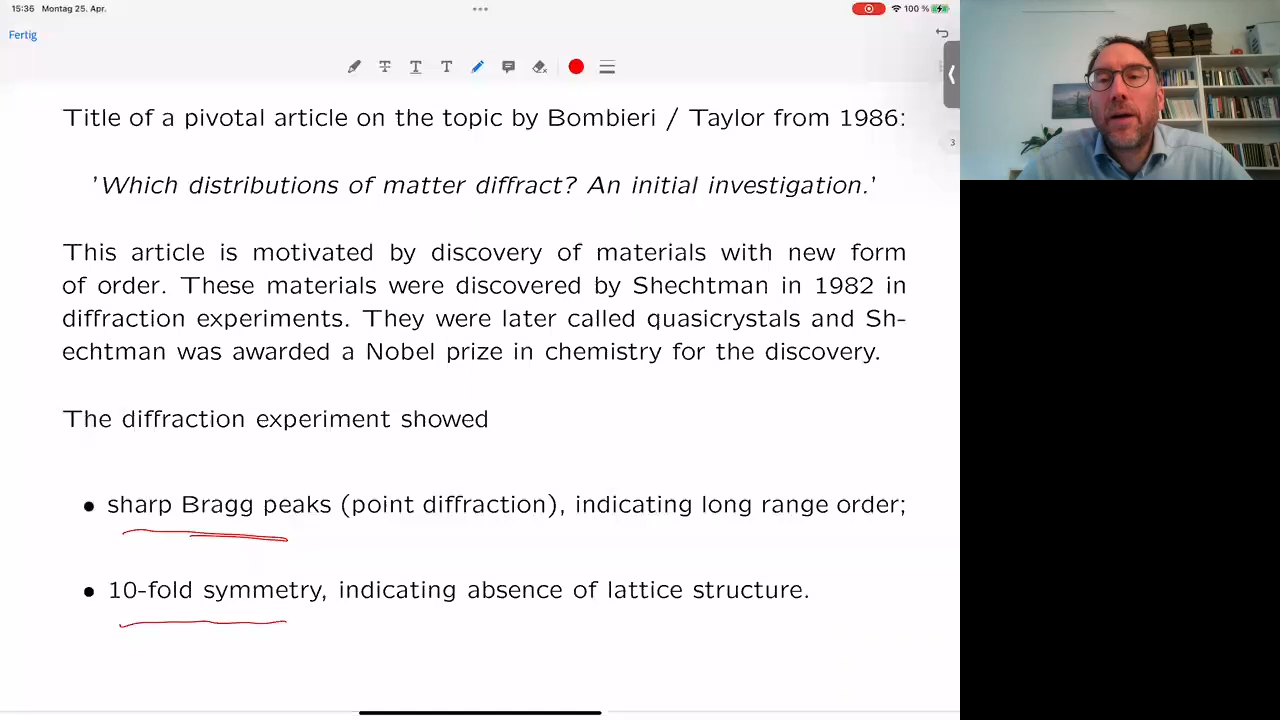 15:36 Montag 25. Apr.
100 %
Fertig
T T T
3
Title of a pivotal article on the topic by Bombieri / Taylor from 1986:
'Which distributions of matter diffract? An initial investigation.'
This article is motivated by discovery of materials with new form
of order. These materials were discovered by Shechtman in 1982 in
diffraction experiments. They were later called quasicrystals and Sh-
echtman was awarded a Nobel prize in chemistry for the discovery.
The diffraction experiment showed
• sharp Bragg peaks (point diffraction), indicating long range order;
• 10-fold symmetry, indicating absence of lattice structure.